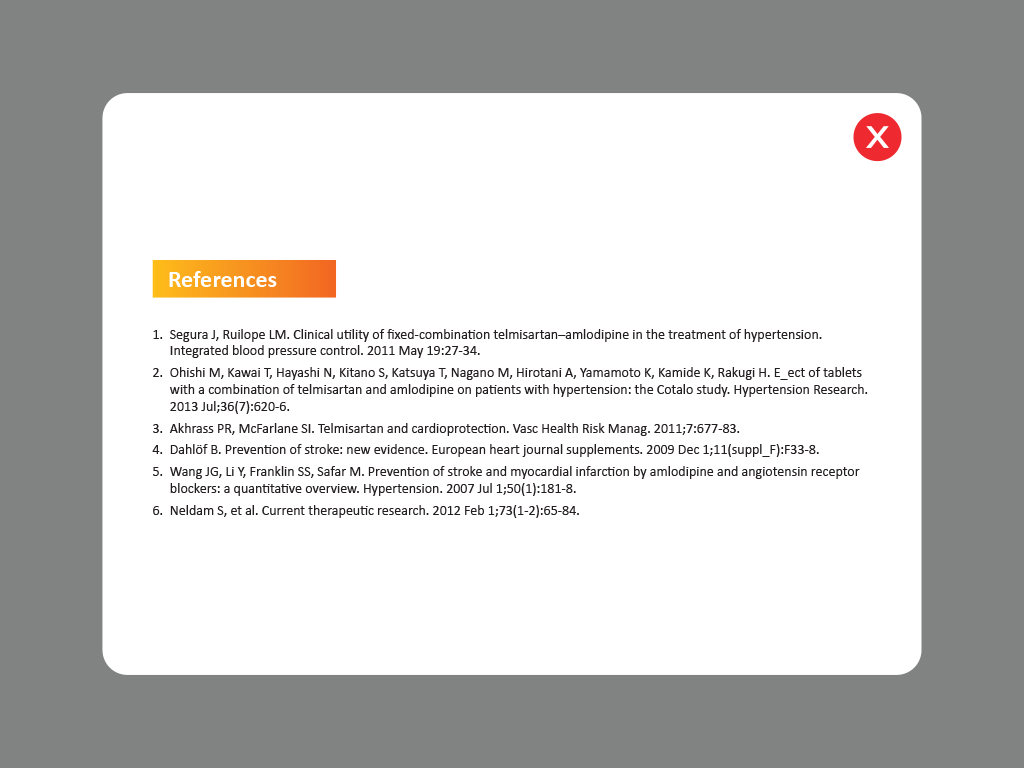 X
References
1. Segura J, Ruilope LM. Clinical utility of fixed-combination telmisartan–amlodipine in the treatment of hypertension.
Integrated blood pressure control. 2011 May 19:27-34.
2. Ohishi M, Kawai T, Hayashi N, Kitano S, Katsuya T, Nagano M, Hirotani A, Yamamoto K, Kamide K, Rakugi H. E_ect of tablets
with a combination of telmisartan and amlodipine on patients with hypertension: the Cotalo study. Hypertension Research.
2013 Jul;36(7):620-6.
3. Akhrass PR, McFarlane SI. Telmisartan and cardioprotection. Vasc Health Risk Manag. 2011;7:677-83.
4. Dahlöf B. Prevention of stroke: new evidence. European heart journal supplements. 2009 Dec 1;11(suppl_F):F33-8.
5. Wang JG, Li Y, Franklin SS, Safar M. Prevention of stroke and myocardial infarction by amlodipine and angiotensin receptor
blockers: a quantitative overview. Hypertension. 2007 Jul 1;50(1):181-8.
6. Neldam S, et al. Current therapeutic research. 2012 Feb 1;73(1-2):65-84.